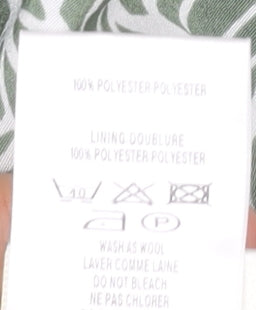 100% POLYESTER POLYESTER
LINING DOUBLURE
100% POLYESTER POLYESTER
40
P
WASH AS WOOL
LAVER COMME LAINE
DO NOT BLEACH
NE PAS CHLORER